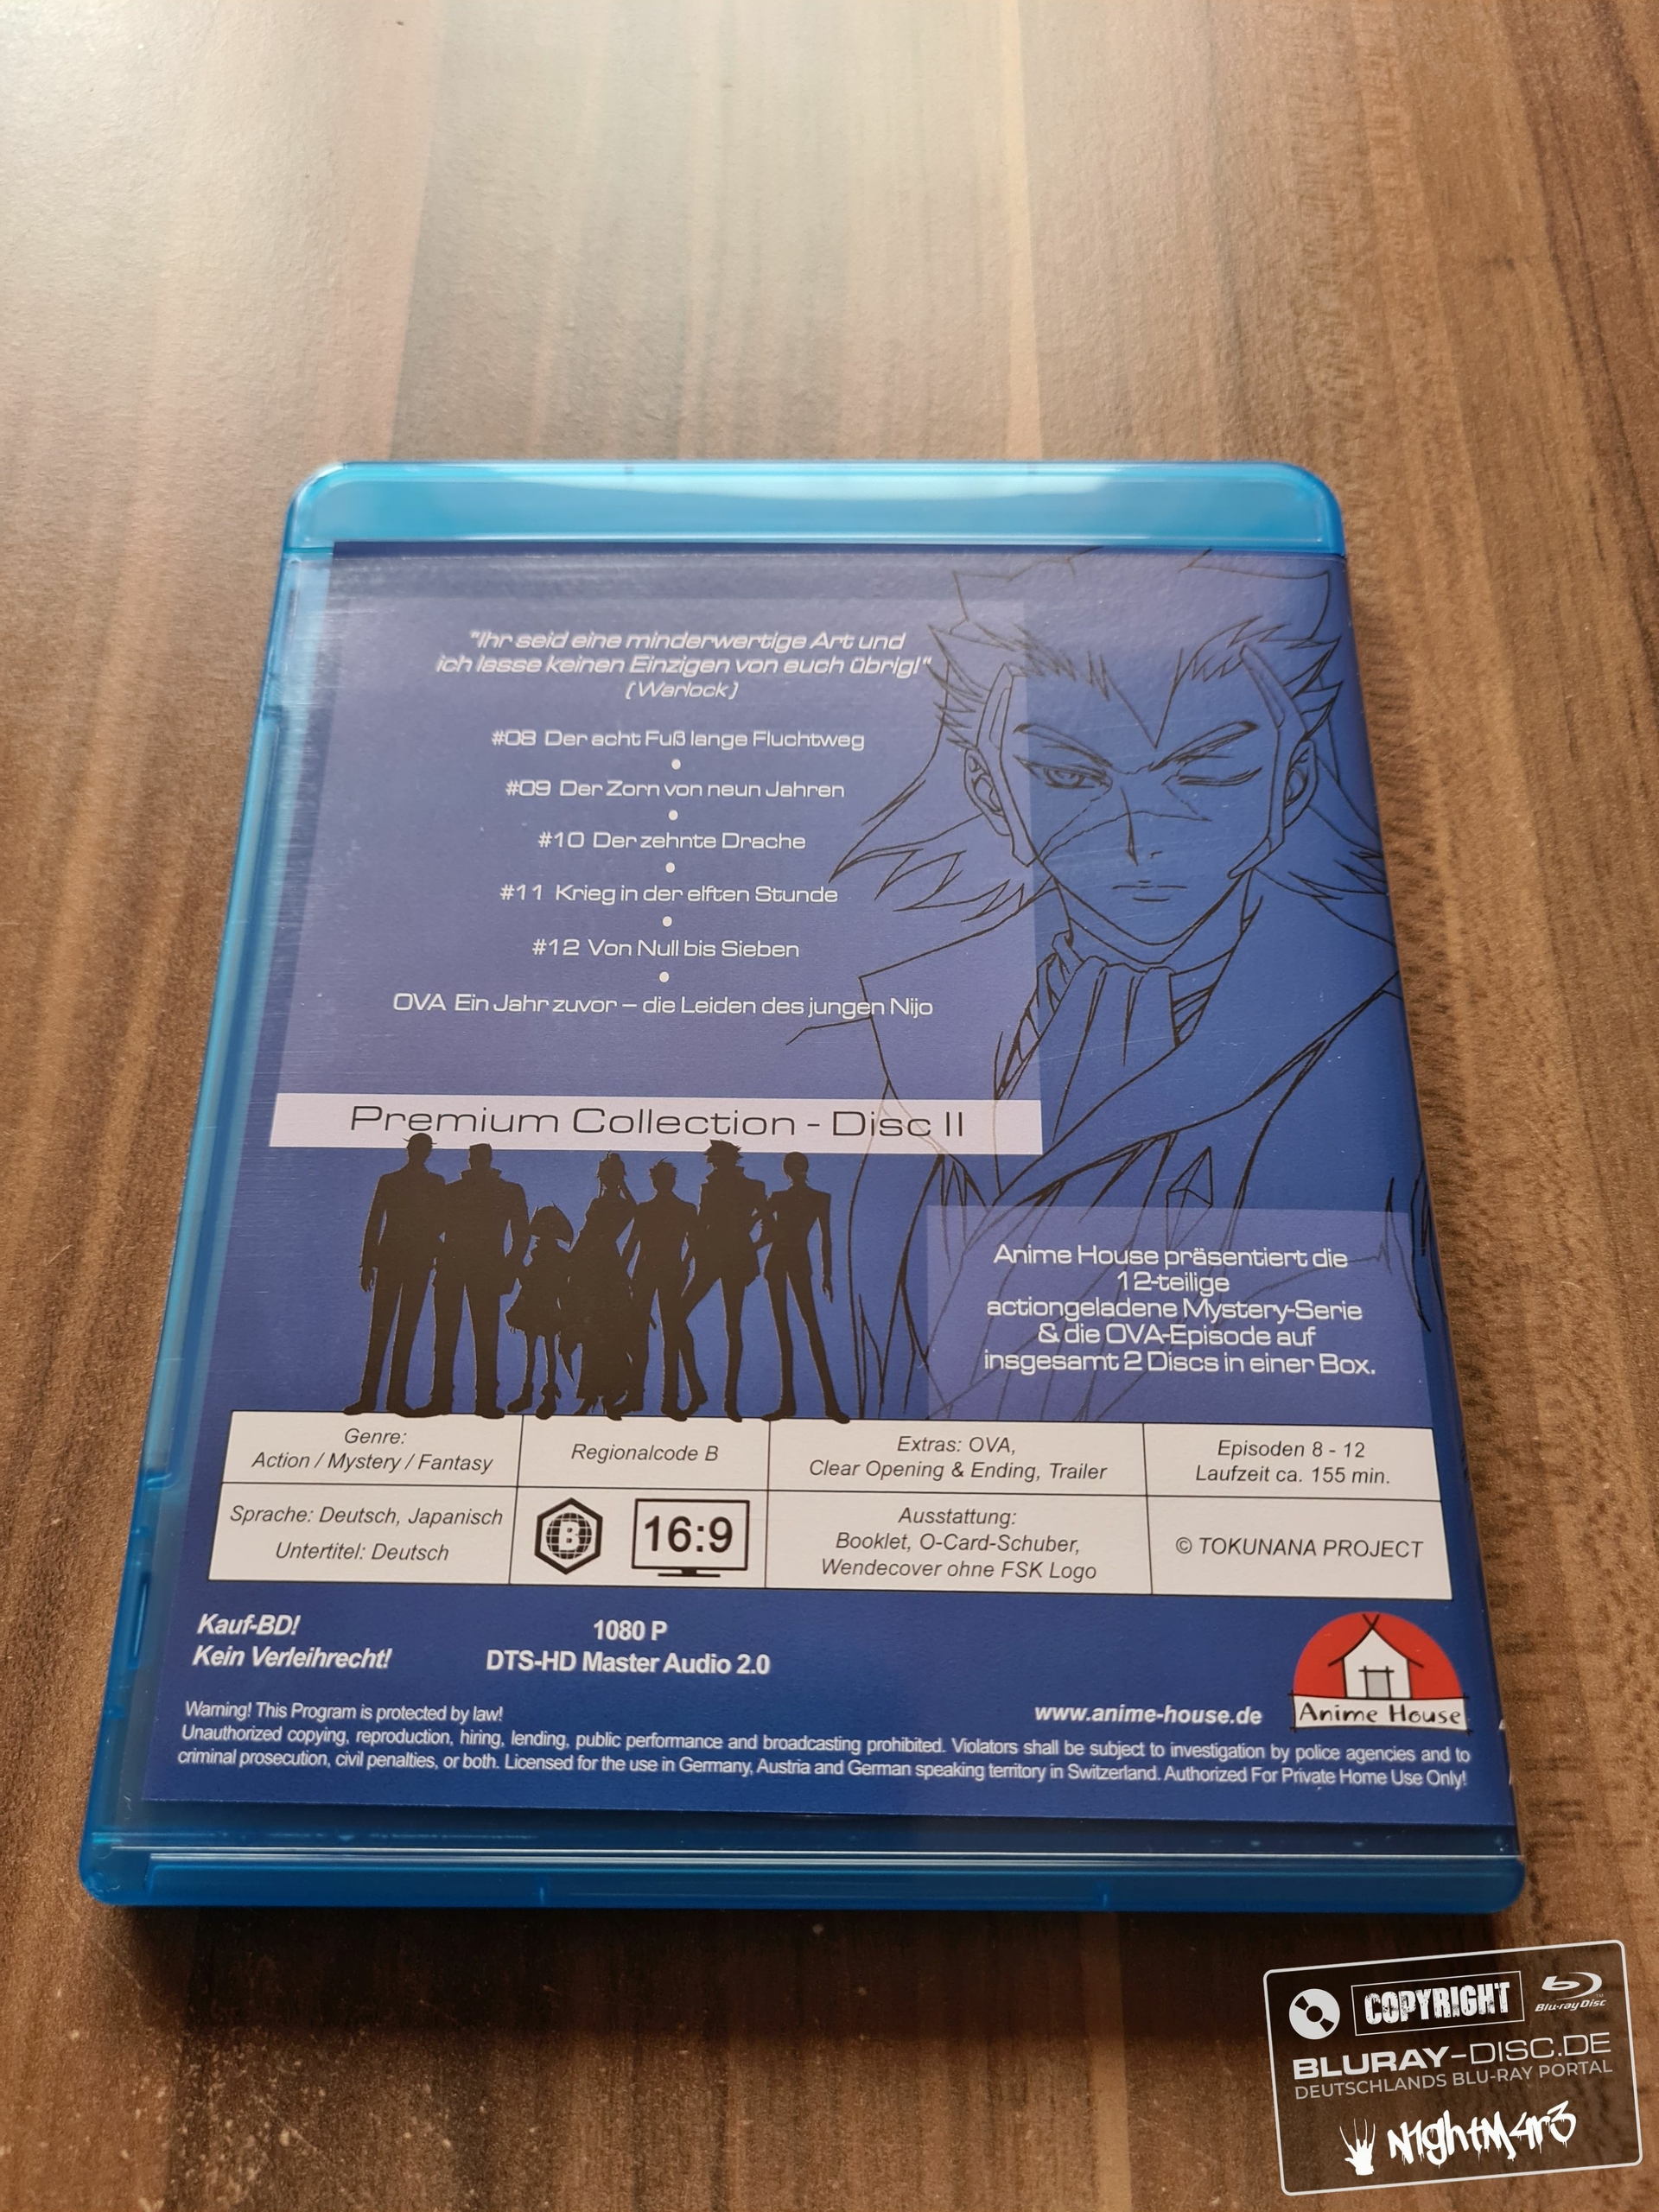 "Ihr seid eine minderwertige Art und
ich lasse keinen Einzigen von euch übrig!"
(Warlock)
#08 Der acht Fuß lange Fluchtweg
#09 Der Zorn von neun Jahren
#10 Der zehnte Drache
#11 Krieg in der elften Stunde
#12 Von Null bis Sieben
OVA Ein Jahr zuvor – die Leiden des jungen Nijo
Premium Collection - Disc II
Anime House präsentiert die
12-teilige
actiongeladene Mystery-Serie
& die OVA-Episode auf
insgesamt 2 Discs in einer Box.
Genre:
Action / Mystery / Fantasy
Regionalcode B
Extras: OVA,
Clear Opening & Ending, Trailer
Episoden 8 - 12
Laufzeit ca. 155 min.
Sprache: Deutsch, Japanisch
Untertitel: Deutsch
B
16:9
Ausstattung:
Booklet, O-Card-Schuber,
Wendecover ohne FSK Logo
© TOKUNANA PROJECT
Kauf-BD!
Kein Verleihrecht!
1080 P
DTS-HD Master Audio 2.0
www.anime-house.de
Anime House
Warning! This Program is protected by law!
Unauthorized copying, reproduction, hiring, lending, public performance and broadcasting prohibited. Violators shall be subject to investigation by police agencies and to
criminal prosecution, civil penalties, or both. Licensed for the use in Germany, Austria and German speaking territory in Switzerland. Authorized For Private Home Use Only!
COPYRIGHT
Blu-ray Disc
BLURAY-DISC.DE
DEUTSCHLANDS BLU-RAY PORTAL
N1ghtM4r3